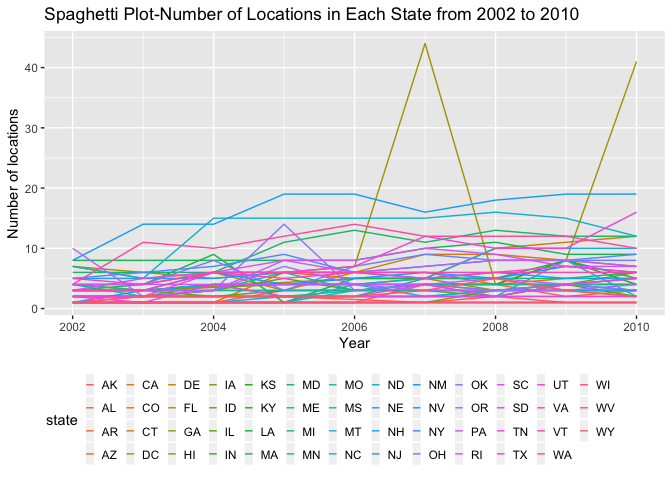 Spaghetti Plot-Number of Locations in Each State from 2002 to 2010
Number of locations
40
30
20
10
0
2002 2004 2006 2008 2010
Year
state
AK CA DE IA KS MD MO ND NM OK SC UT WI
AL CO FL ID KY ME MS NE NV OR SD VA WV
AR CT GA IL LA MI MT NH NY PA TN VT WY
AZ DC HI IN MA MN NC NJ OH RI TX WA